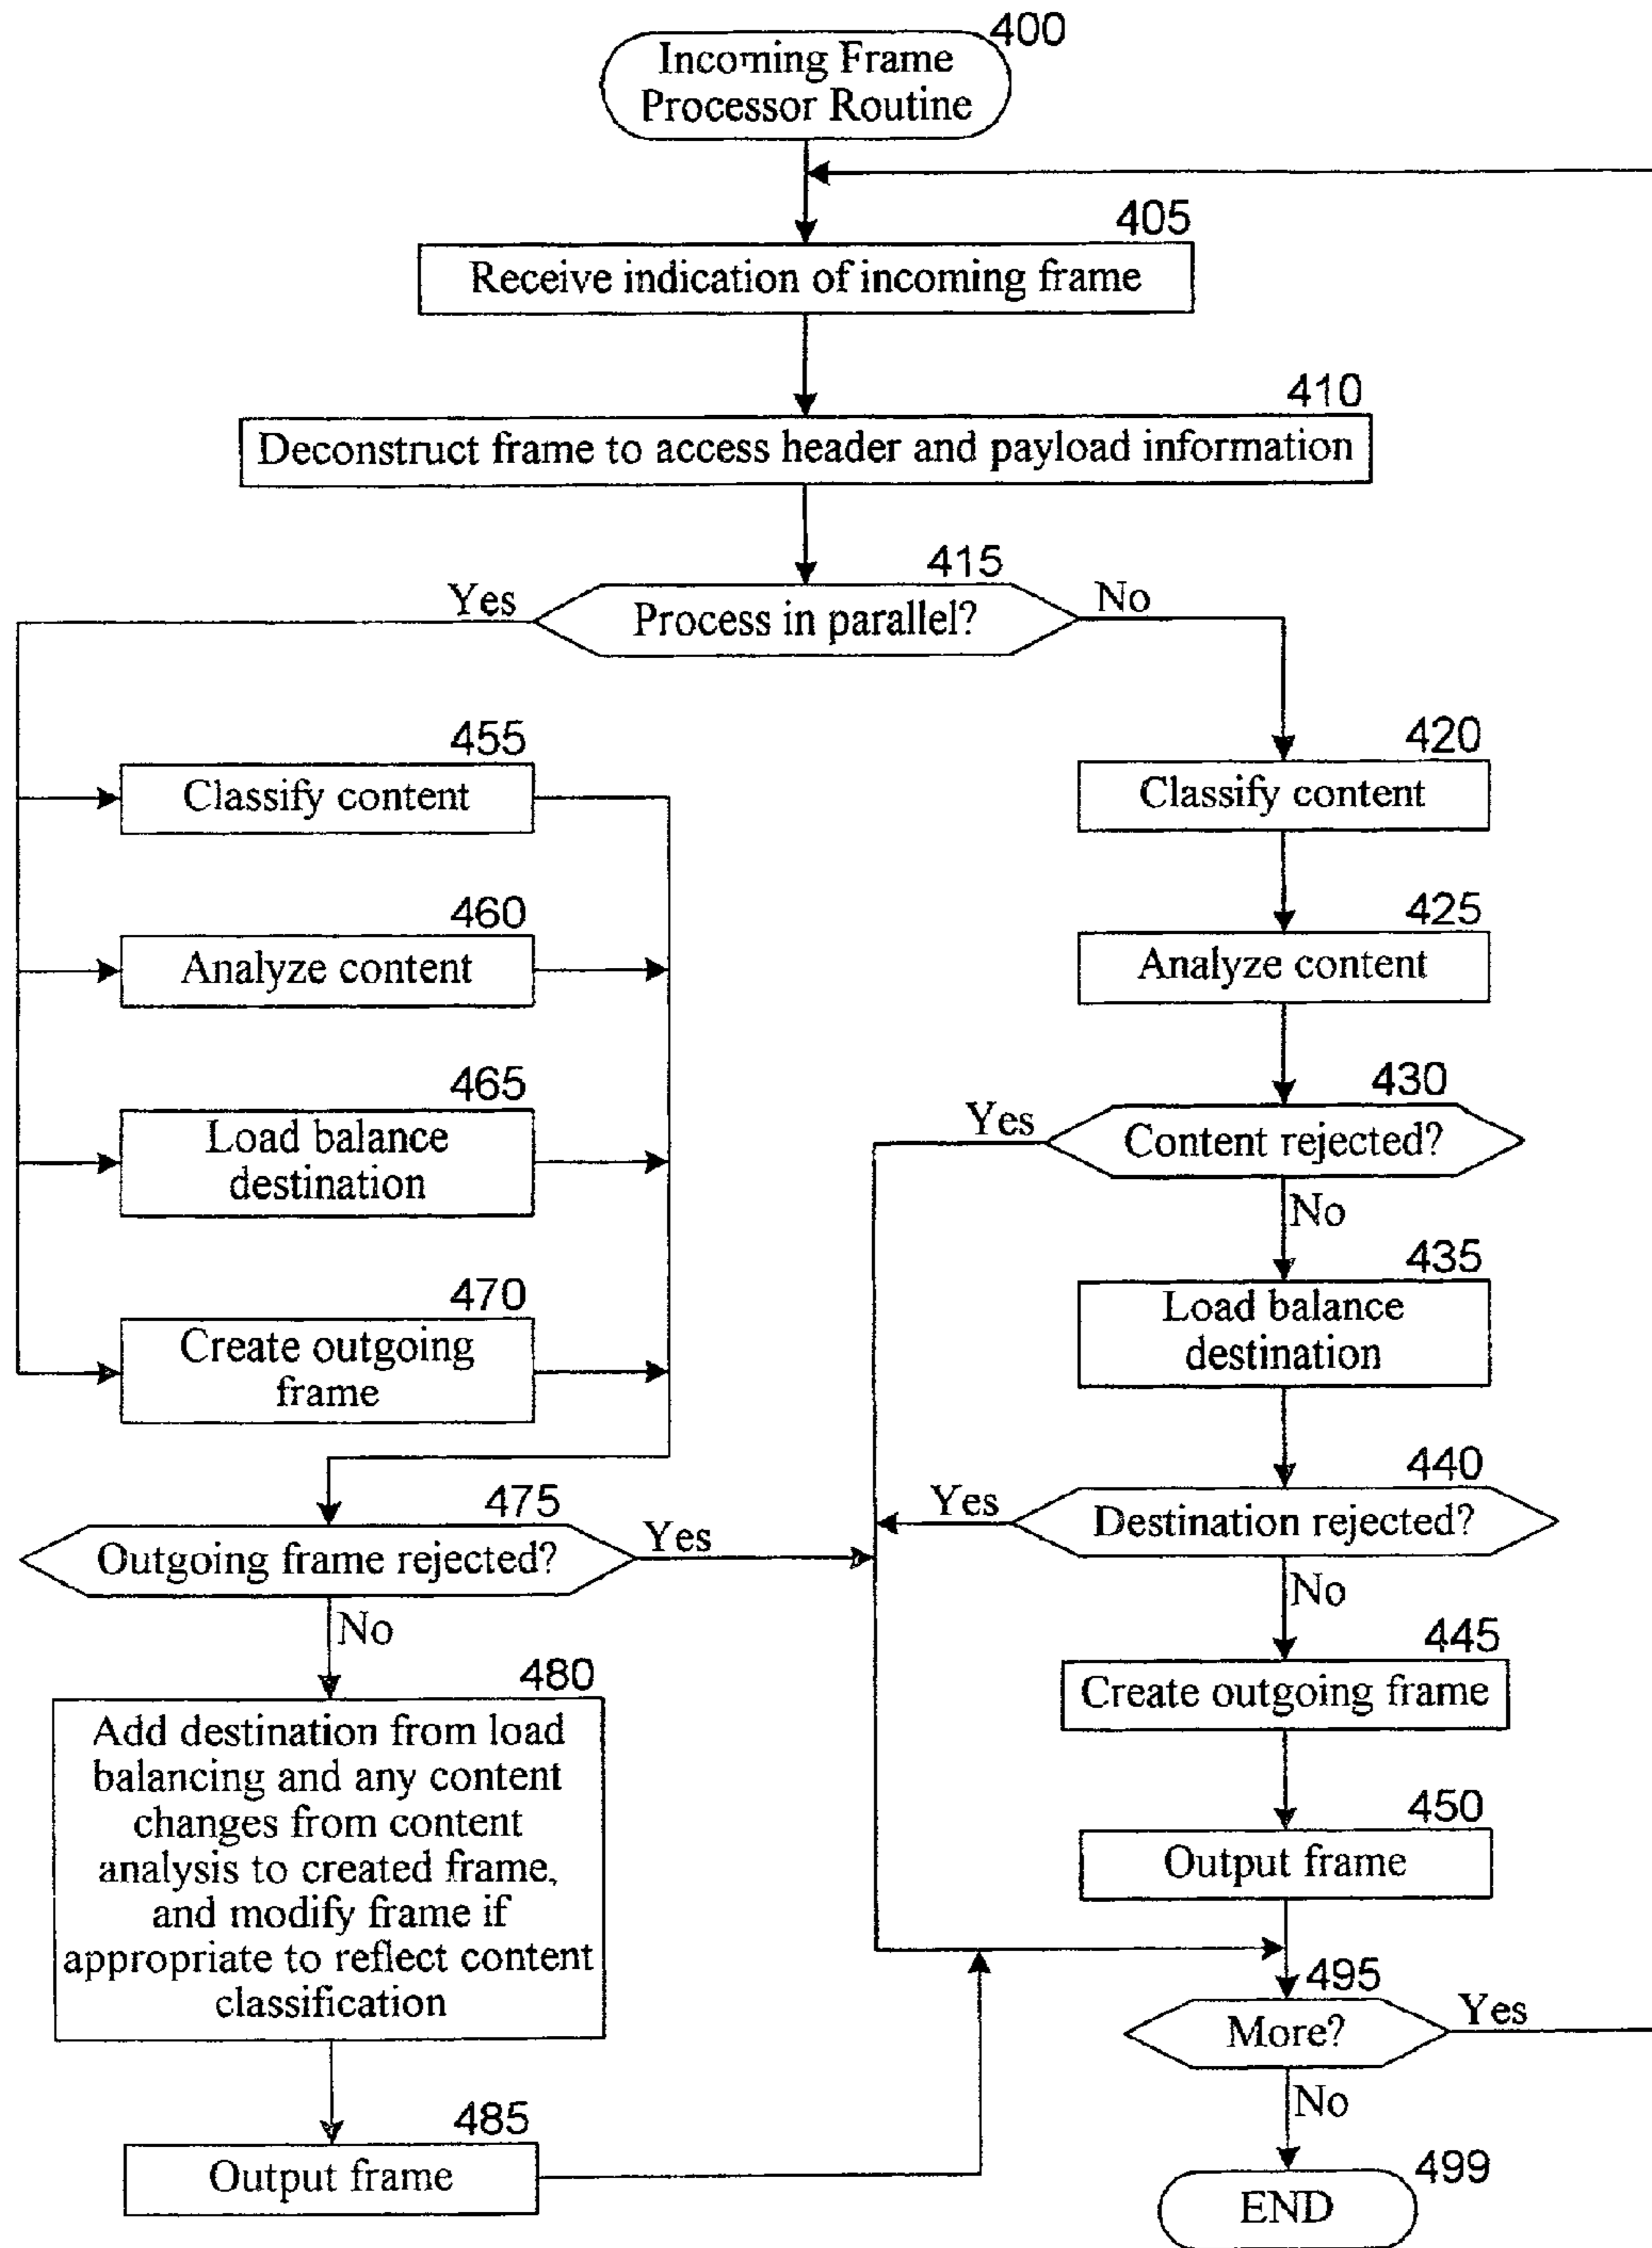 400
Incoming Frame
Processor Routine
405
Receive indication of incoming frame
410
Deconstruct frame to access header and payload information
415
Yes
Process in parallel?
No
455
Classify content
460
Analyze content
465
Load balance
destination
470
Create outgoing
frame
475
Outgoing frame rejected?
Yes
No
480
Add destination from load
balancing and any content
changes from content
analysis to created frame,
and modify frame if
appropriate to reflect content
classification
485
Output frame
420
Classify content
425
Analyze content
430
Yes
Content rejected?
No
435
Load balance
destination
440
Yes
Destination rejected?
No
445
Create outgoing frame
450
Output frame
495
More?
Yes
No
499
END